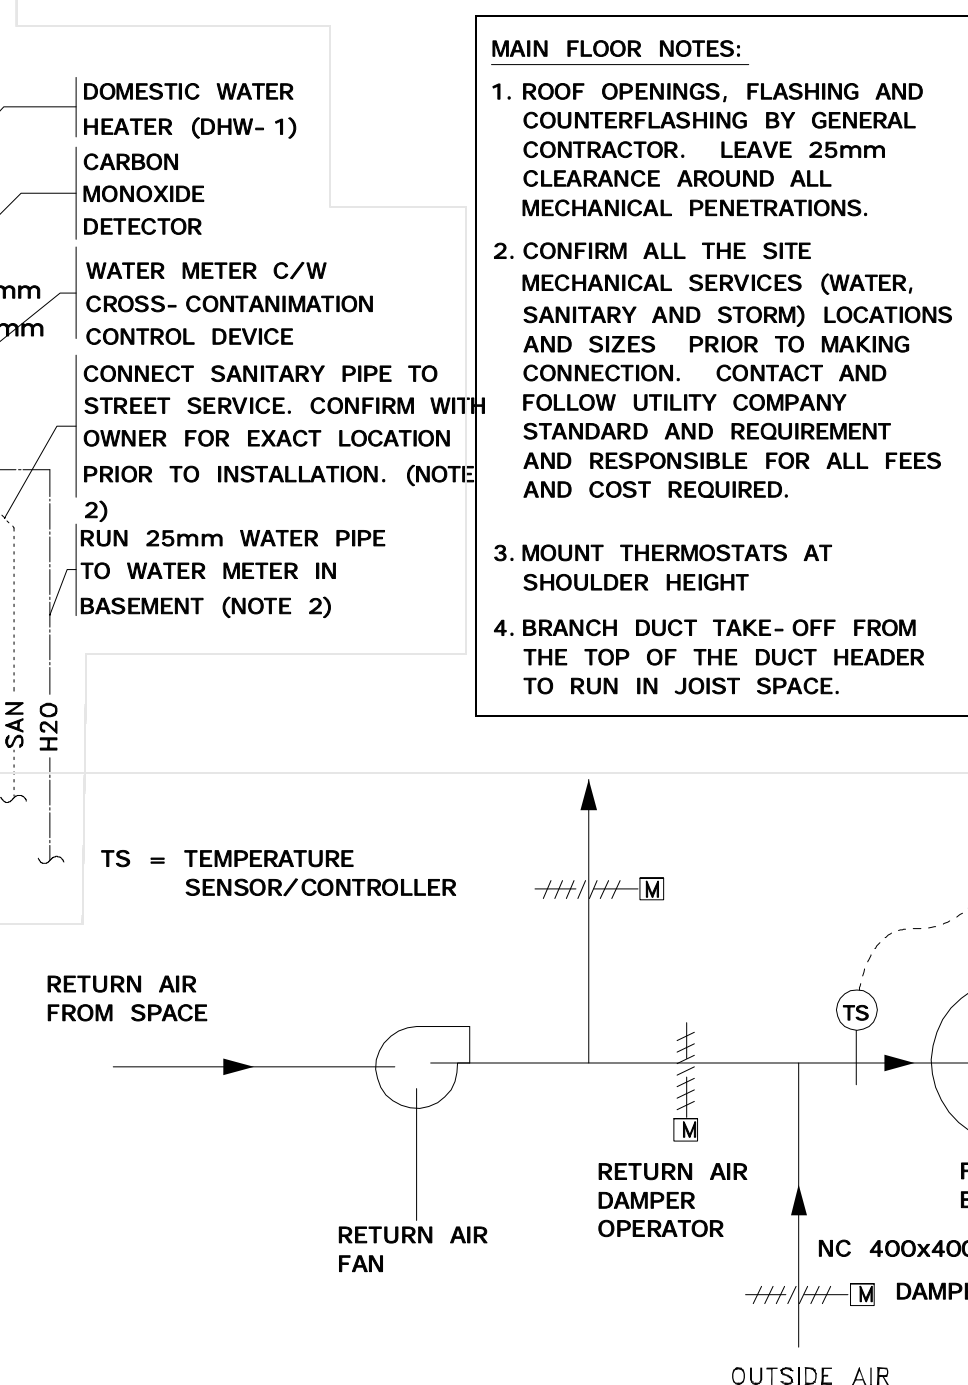 DOMESTIC WATER
HEATER (DHW-1)
CARBON
MONOXIDE
DETECTOR
mm
mm
WATER METER C/W
CROSS-CONTANIMATION
CONTROL DEVICE
CONNECT SANITARY PIPE TO
STREET SERVICE. CONFIRM WITH
OWNER FOR EXACT LOCATION
PRIOR TO INSTALLATION. (NOTE
2)
RUN 25mm WATER PIPE
TO WATER METER IN
BASEMENT (NOTE 2)
SAN
H2O
MAIN FLOOR NOTES:
1. ROOF OPENINGS, FLASHING AND
COUNTERFLASHING BY GENERAL
CONTRACTOR. LEAVE 25mm
CLEARANCE AROUND ALL
MECHANICAL PENETRATIONS.
2. CONFIRM ALL THE SITE
MECHANICAL SERVICES (WATER,
SANITARY AND STORM) LOCATIONS
AND SIZES PRIOR TO MAKING
CONNECTION. CONTACT AND
FOLLOW UTILITY COMPANY
STANDARD AND REQUIREMENT
AND RESPONSIBLE FOR ALL FEES
AND COST REQUIRED.
3. MOUNT THERMOSTATS AT
SHOULDER HEIGHT
4. BRANCH DUCT TAKE-OFF FROM
THE TOP OF THE DUCT HEADER
TO RUN IN JOIST SPACE.
TS = TEMPERATURE
SENSOR/CONTROLLER
M
RETURN AIR
FROM SPACE
TS
M
RETURN AIR
DAMPER
OPERATOR
RETURN AIR
FAN
NC 400x400
M DAMPE
OUTSIDE AIR